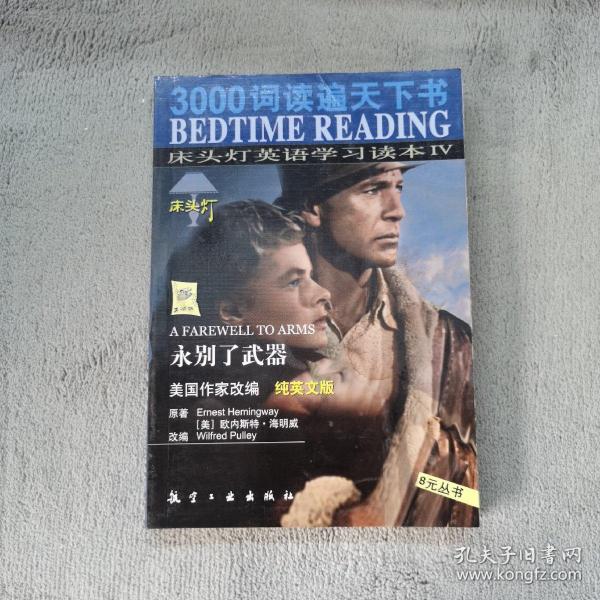 3000词读遍天下书
BEDTIME READING
床头灯英语学习读本IV
床头灯
A FAREWELL TO ARMS
永别了武器
美国作家改编 纯英文版
原著 Ernest Hemingway
[美] 欧内斯特·海明威
改编 Wilfred Pulley
航空工业出版社
8元丛书
孔夫子旧书网
www.kongfz.com